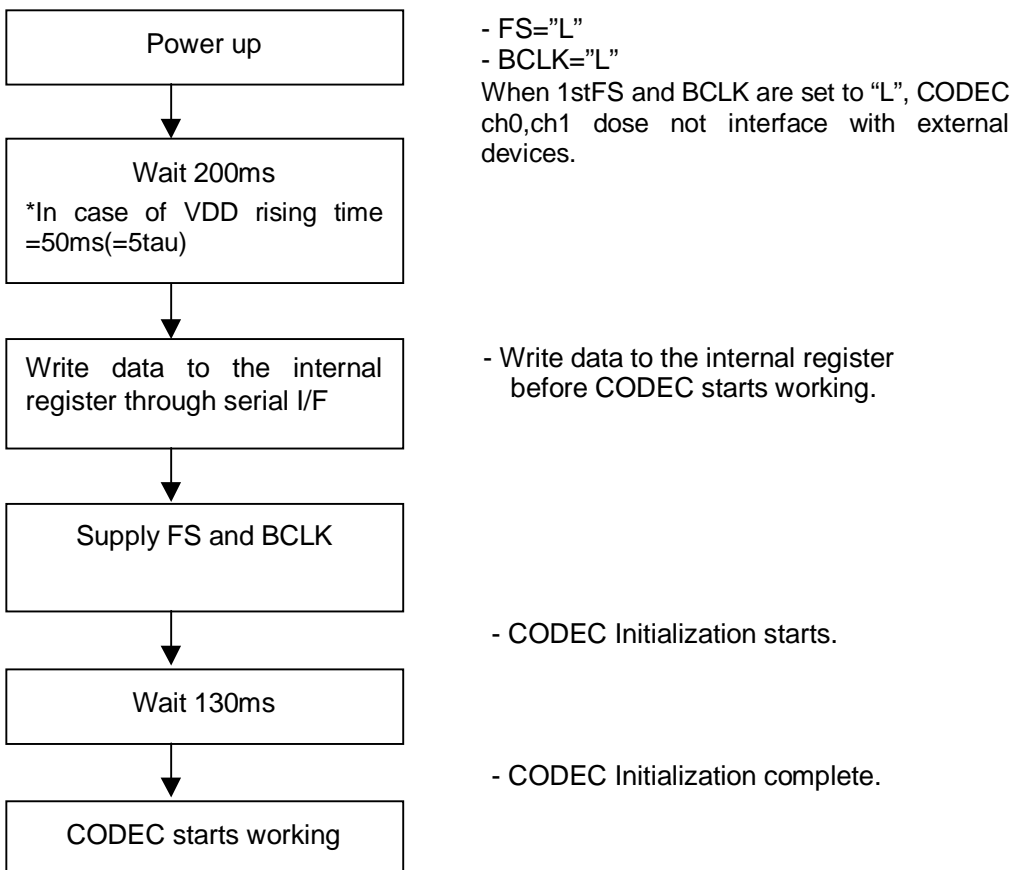 Power up
- FS=”L”
- BCLK=”L”
When 1stFS and BCLK are set to “L”, CODEC
ch0,ch1 dose not interface with external
devices.
Wait 200ms
*In case of VDD rising time
=50ms(=5tau)
Write data to the internal
register through serial I/F
- Write data to the internal register
before CODEC starts working.
Supply FS and BCLK
- CODEC Initialization starts.
Wait 130ms
- CODEC Initialization complete.
CODEC starts working